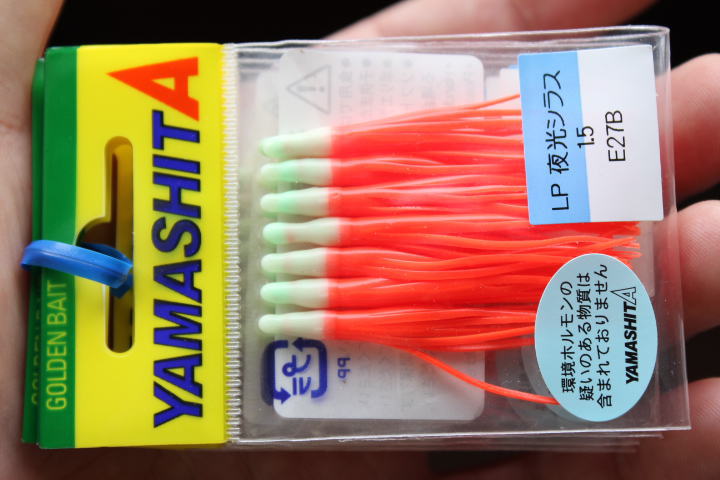 YAMASHITA
GOLDEN BAIT
GOLDEN BAIT
LP 夜光シラス
1.5
E27B
環境ホルモンの
疑いのある物質は
含まれておりません
YAMASHITA
PP